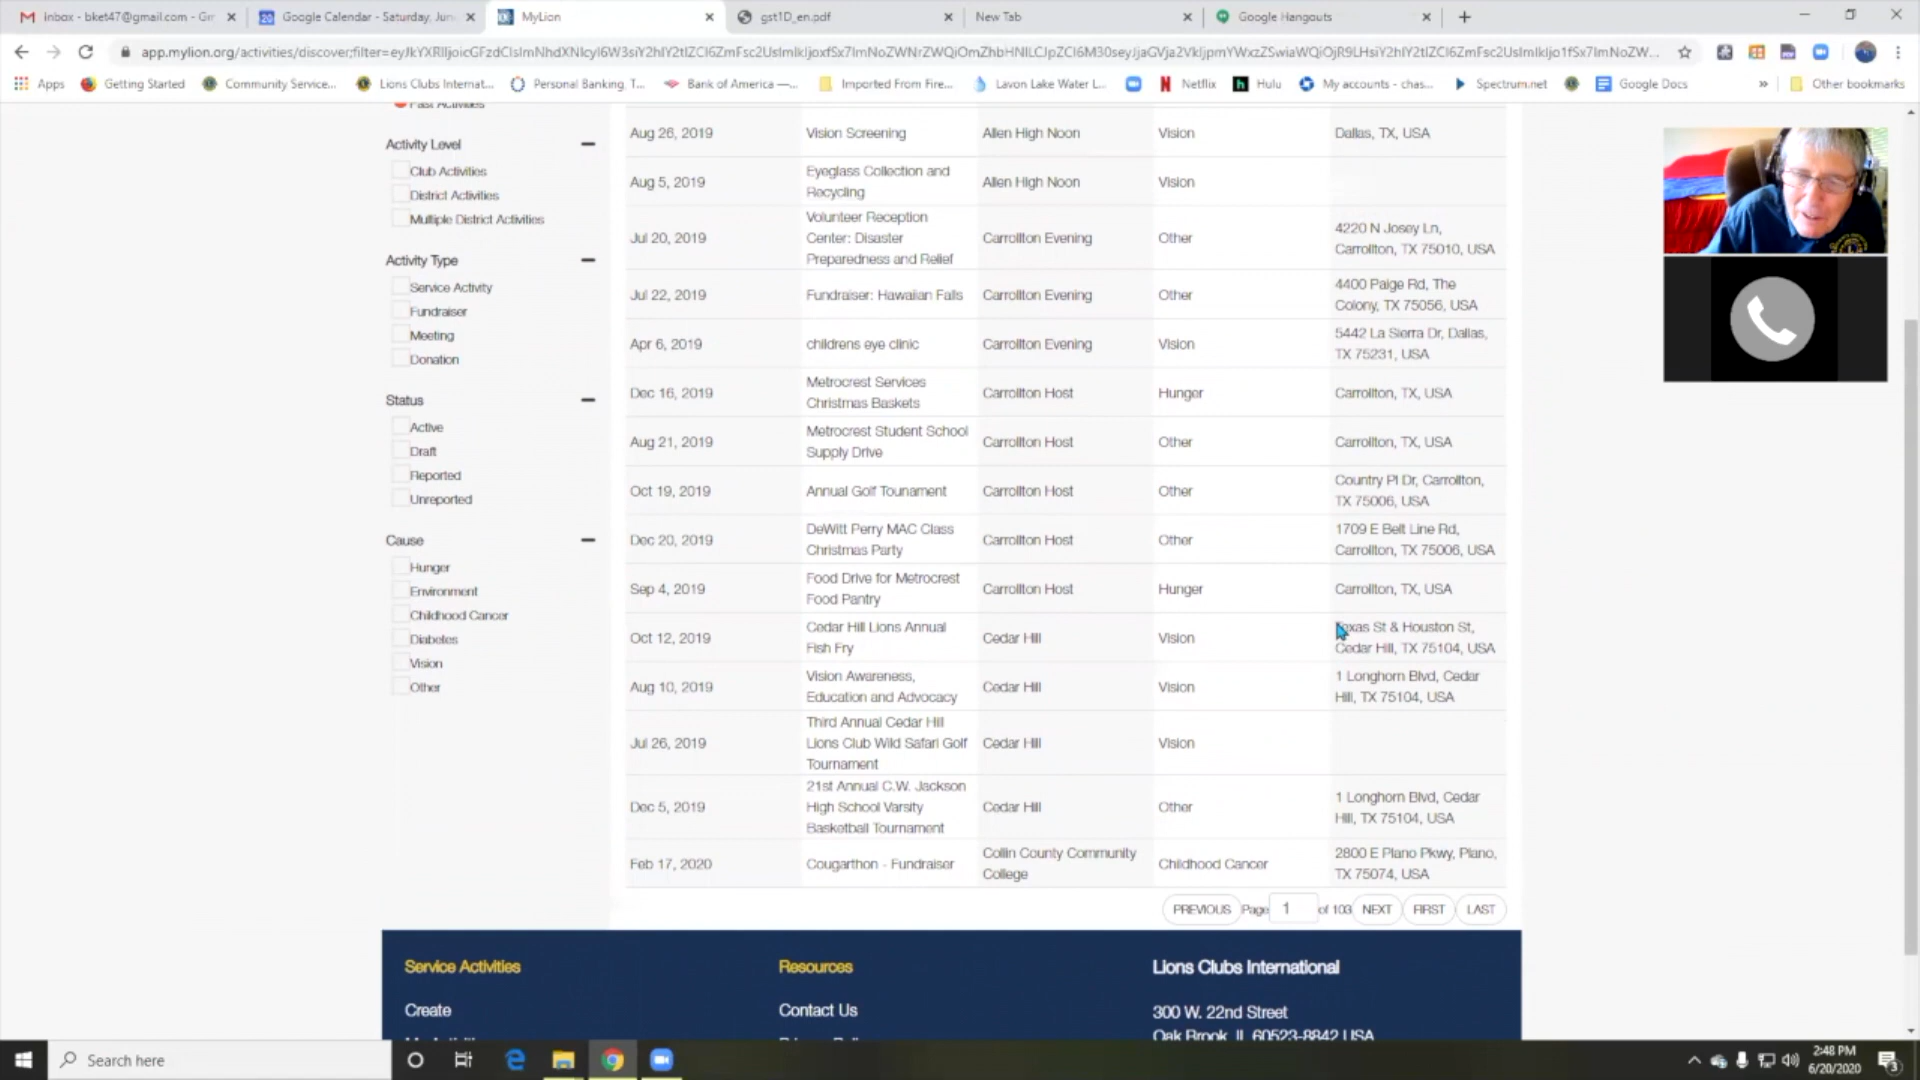 Inbox - bket47@gmail.com - Gm
Google Calendar - Saturday, Jun
MyLion
gst1D_en.pdf
New Tab
Google Hangouts
Apps
Getting Started
Community Service...
Lions Clubs Internat...
Personal Banking, T...
Bank of America —...
Imported From Fire...
Lavon Lake Water L...
Netflix
Hulu
My accounts - chas...
Spectrum.net
Google Docs
Other bookmarks
Past Activities
Activity Level
Club Activities
District Activities
Multiple District Activities
Activity Type
Service Activity
Fundraiser
Meeting
Donation
Status
Active
Draft
Reported
Unreported
Cause
Hunger
Environment
Childhood Cancer
Diabetes
Vision
Other
Aug 26, 2019 Vision Screening Allen High Noon Vision Dallas, TX, USA
Aug 5, 2019 Eyeglass Collection and Recycling Allen High Noon Vision
Jul 20, 2019 Volunteer Reception Center: Disaster Preparedness and Relief Carrollton Evening Other 4220 N Josey Ln, Carrollton, TX 75010, USA
Jul 22, 2019 Fundraiser: Hawaiian Falls Carrollton Evening Other 4400 Paige Rd, The Colony, TX 75056, USA
Apr 6, 2019 childrens eye clinic Carrollton Evening Vision 5442 La Sierra Dr, Dallas, TX 75231, USA
Dec 16, 2019 Metrocrest Services Christmas Baskets Carrollton Host Hunger Carrollton, TX, USA
Aug 21, 2019 Metrocrest Student School Supply Drive Carrollton Host Other Carrollton, TX, USA
Oct 19, 2019 Annual Golf Tounament Carrollton Host Other Country Pl Dr, Carrollton, TX 75006, USA
Dec 20, 2019 DeWitt Perry MAC Class Christmas Party Carrollton Host Other 1709 E Belt Line Rd, Carrollton, TX 75006, USA
Sep 4, 2019 Food Drive for Metrocrest Food Pantry Carrollton Host Hunger Carrollton, TX, USA
Oct 12, 2019 Cedar Hill Lions Annual Fish Fry Cedar Hill Vision Texas St & Houston St, Cedar Hill, TX 75104, USA
Aug 10, 2019 Vision Awareness, Education and Advocacy Cedar Hill Vision 1 Longhorn Blvd, Cedar Hill, TX 75104, USA
Jul 26, 2019 Third Annual Cedar Hill Lions Club Wild Safari Golf Tournament Cedar Hill Vision
Dec 5, 2019 21st Annual C.W. Jackson High School Varsity Basketball Tournament Cedar Hill Other 1 Longhorn Blvd, Cedar Hill, TX 75104, USA
Feb 17, 2020 Cougarthon - Fundraiser Collin County Community College Childhood Cancer 2800 E Plano Pkwy, Plano, TX 75074, USA
PREVIOUS Page 1 of 103 NEXT FIRST LAST
Service Activities
Create
Resources
Contact Us
Lions Clubs International
300 W. 22nd Street
Oak Brook, IL 60523-8842 USA
Search here
2:48 PM
6/20/2020
3